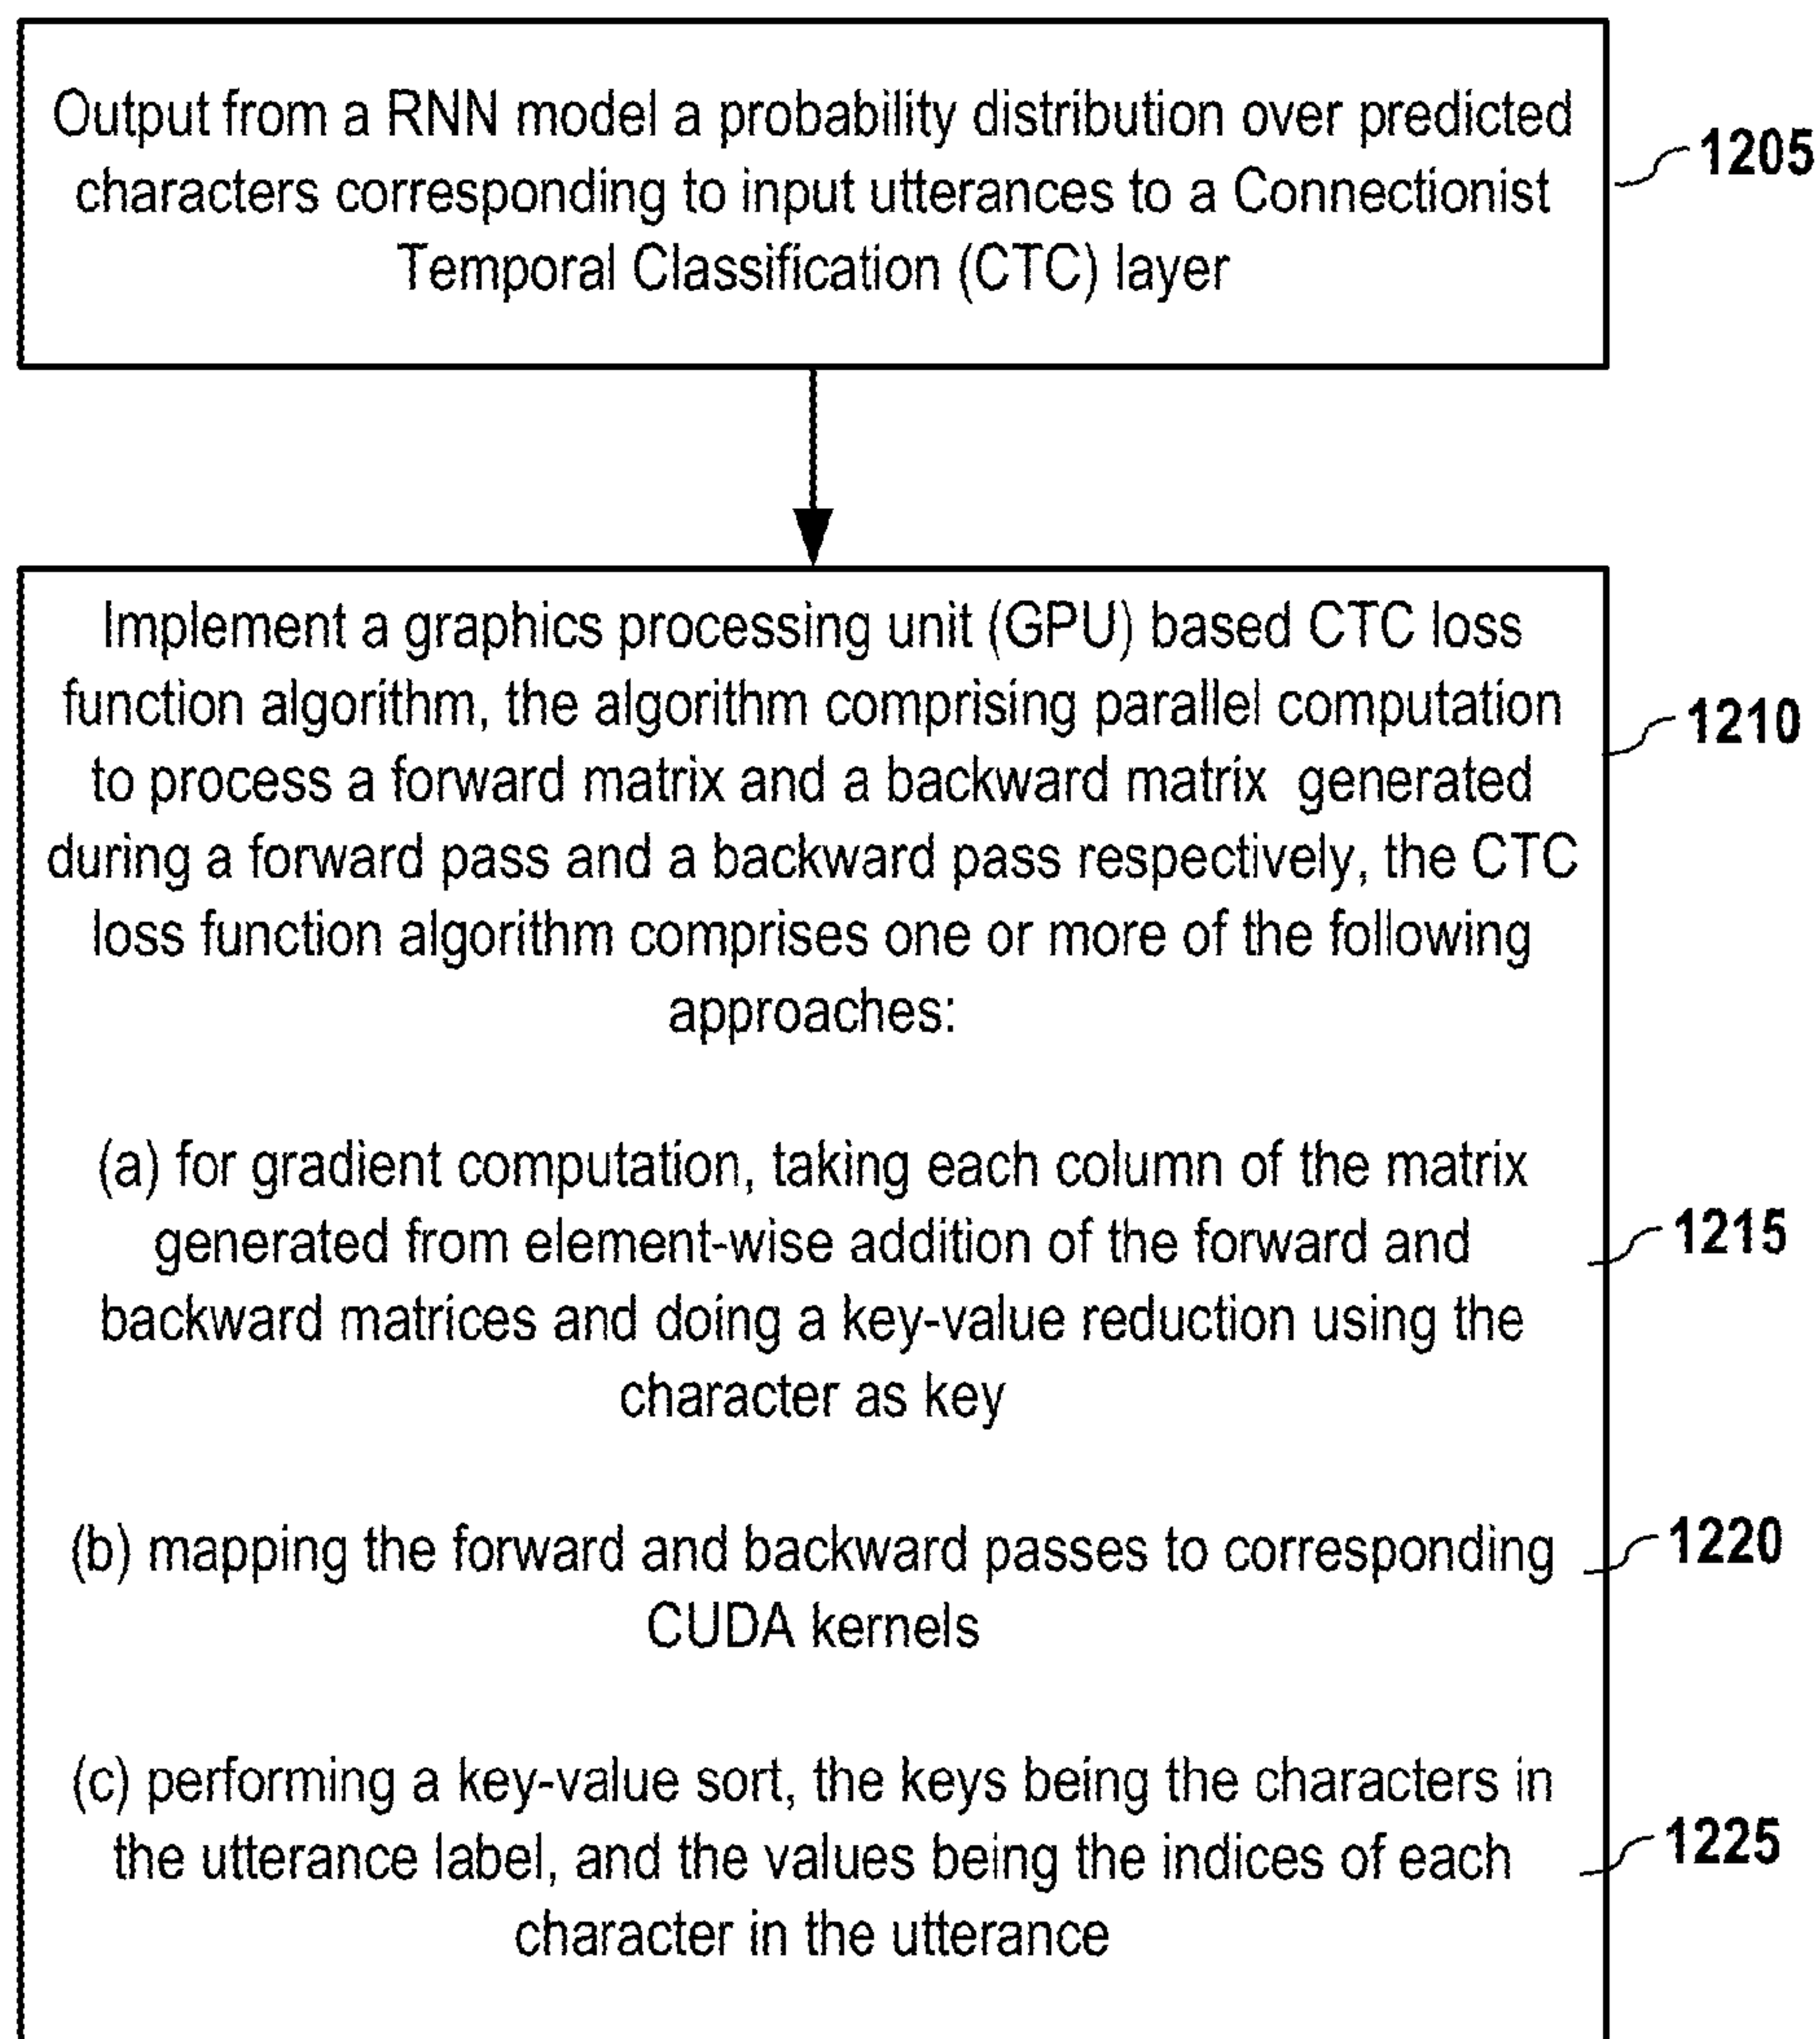 Output from a RNN model a probability distribution over predicted
characters corresponding to input utterances to a Connectionist
Temporal Classification (CTC) layer
1205
Implement a graphics processing unit (GPU) based CTC loss
function algorithm, the algorithm comprising parallel computation
to process a forward matrix and a backward matrix generated
during a forward pass and a backward pass respectively, the CTC
loss function algorithm comprises one or more of the following
approaches:
1210
(a) for gradient computation, taking each column of the matrix
generated from element-wise addition of the forward and
backward matrices and doing a key-value reduction using the
character as key
1215
(b) mapping the forward and backward passes to corresponding
CUDA kernels
1220
(c) performing a key-value sort, the keys being the characters in
the utterance label, and the values being the indices of each
character in the utterance
1225